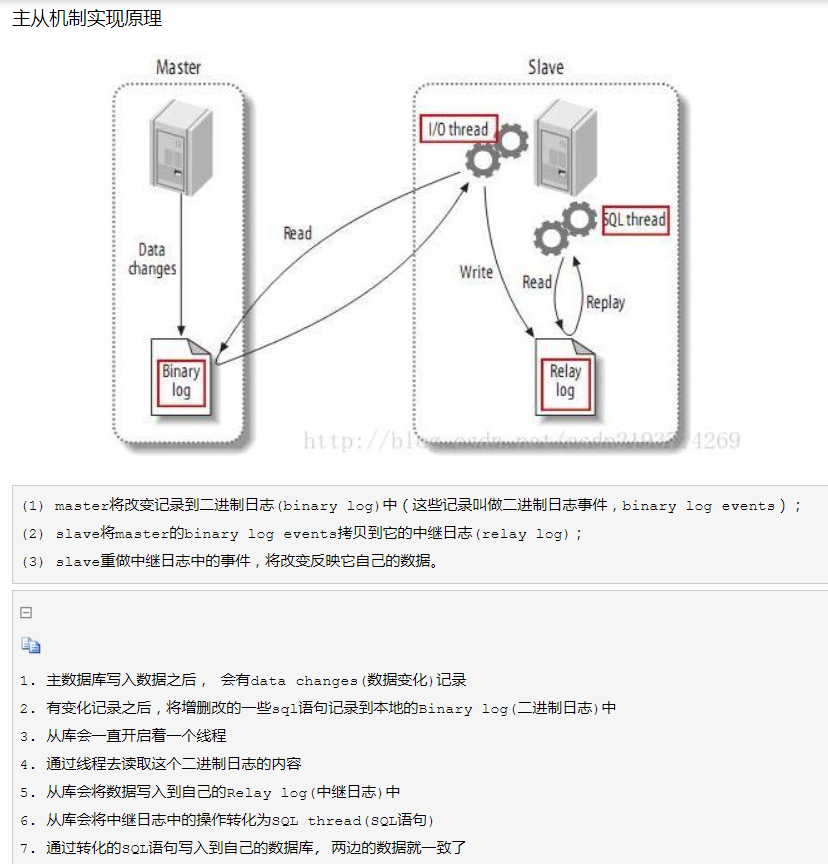 主从机制实现原理
Master
Slave
I/O thread
SQL thread
Read
Data
changes
Write
Read
Replay
Binary
log
Relay
log
(1) master将改变记录到二进制日志(binary log)中（这些记录叫做二进制日志事件，binary log events）；
(2) slave将master的binary log events拷贝到它的中继日志(relay log)；
(3) slave重做中继日志中的事件，将改变反映它自己的数据。
1. 主数据库写入数据之后， 会有data changes(数据变化)记录
2. 有变化记录之后，将增删改的一些sql语句记录到本地的Binary log(二进制日志)中
3. 从库会一直开启着一个线程
4. 通过线程去读取这个二进制日志的内容
5. 从库会将数据写入到自己的Relay log(中继日志)中
6. 从库会将中继日志中的操作转化为SQL thread(SQL语句)
7. 通过转化的SQL语句写入到自己的数据库, 两边的数据就一致了